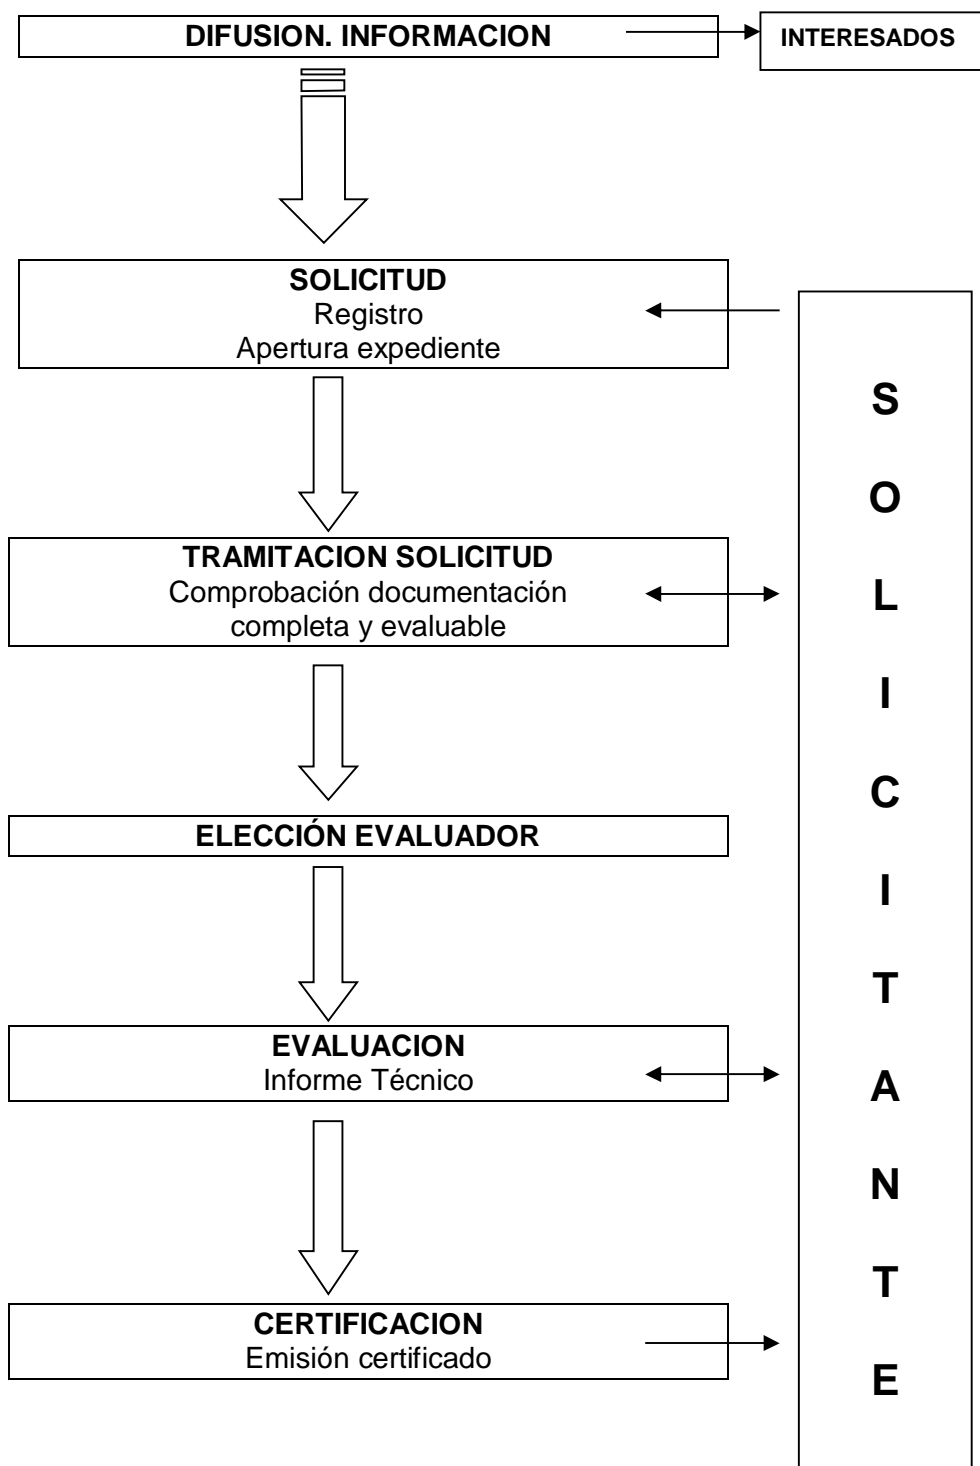 DIFUSION. INFORMACION
INTERESADOS
SOLICITUD
Registro
Apertura expediente
TRAMITACION SOLICITUD
Comprobación documentación
completa y evaluable
ELECCIÓN EVALUADOR
EVALUACION
Informe Técnico
CERTIFICACION
Emisión certificado
S
O
L
I
C
I
T
A
N
T
E